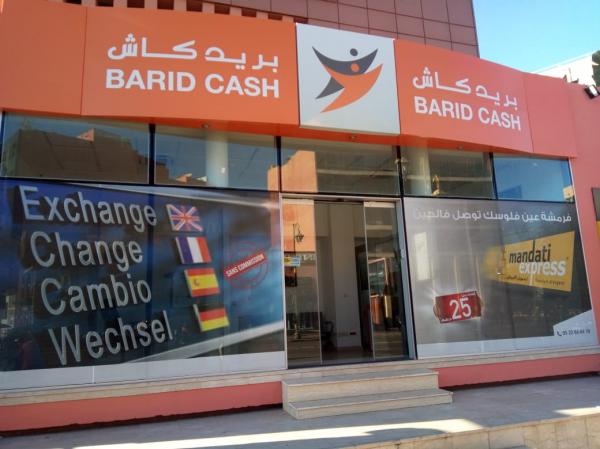 بريد كاش
BARID CASH
بريد كاش
BARID CASH
Exchange
Change
Cambio
Wechsel
SANS COMMISSION
فرمشة عين فلوسك توصل فالحين
mandati
express
25